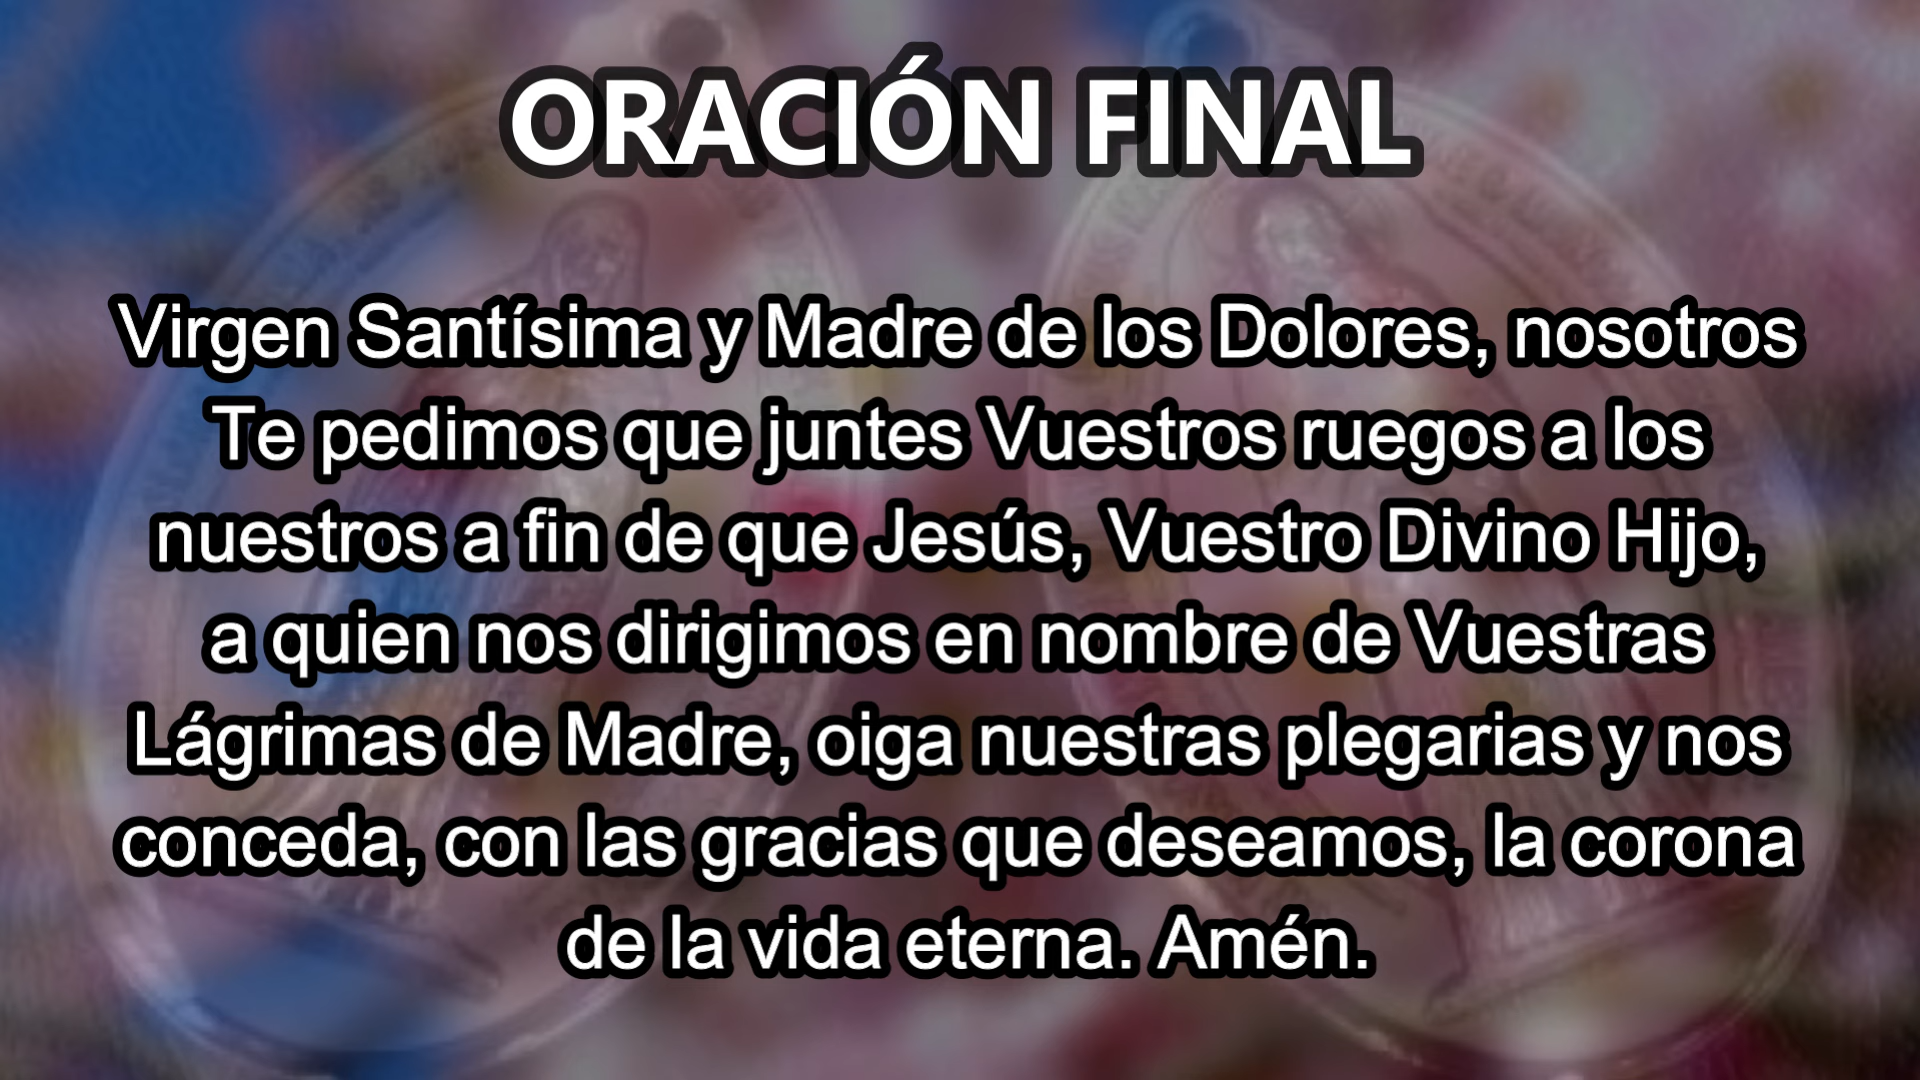 ORACIÓN FINAL
Virgen Santísima y Madre de los Dolores, nosotros
Te pedimos que juntes Vuestros ruegos a los
nuestros a fin de que Jesús, Vuestro Divino Hijo,
a quien nos dirigimos en nombre de Vuestras
Lágrimas de Madre, oiga nuestras plegarias y nos
conceda, con las gracias que deseamos, la corona
de la vida eterna. Amén.